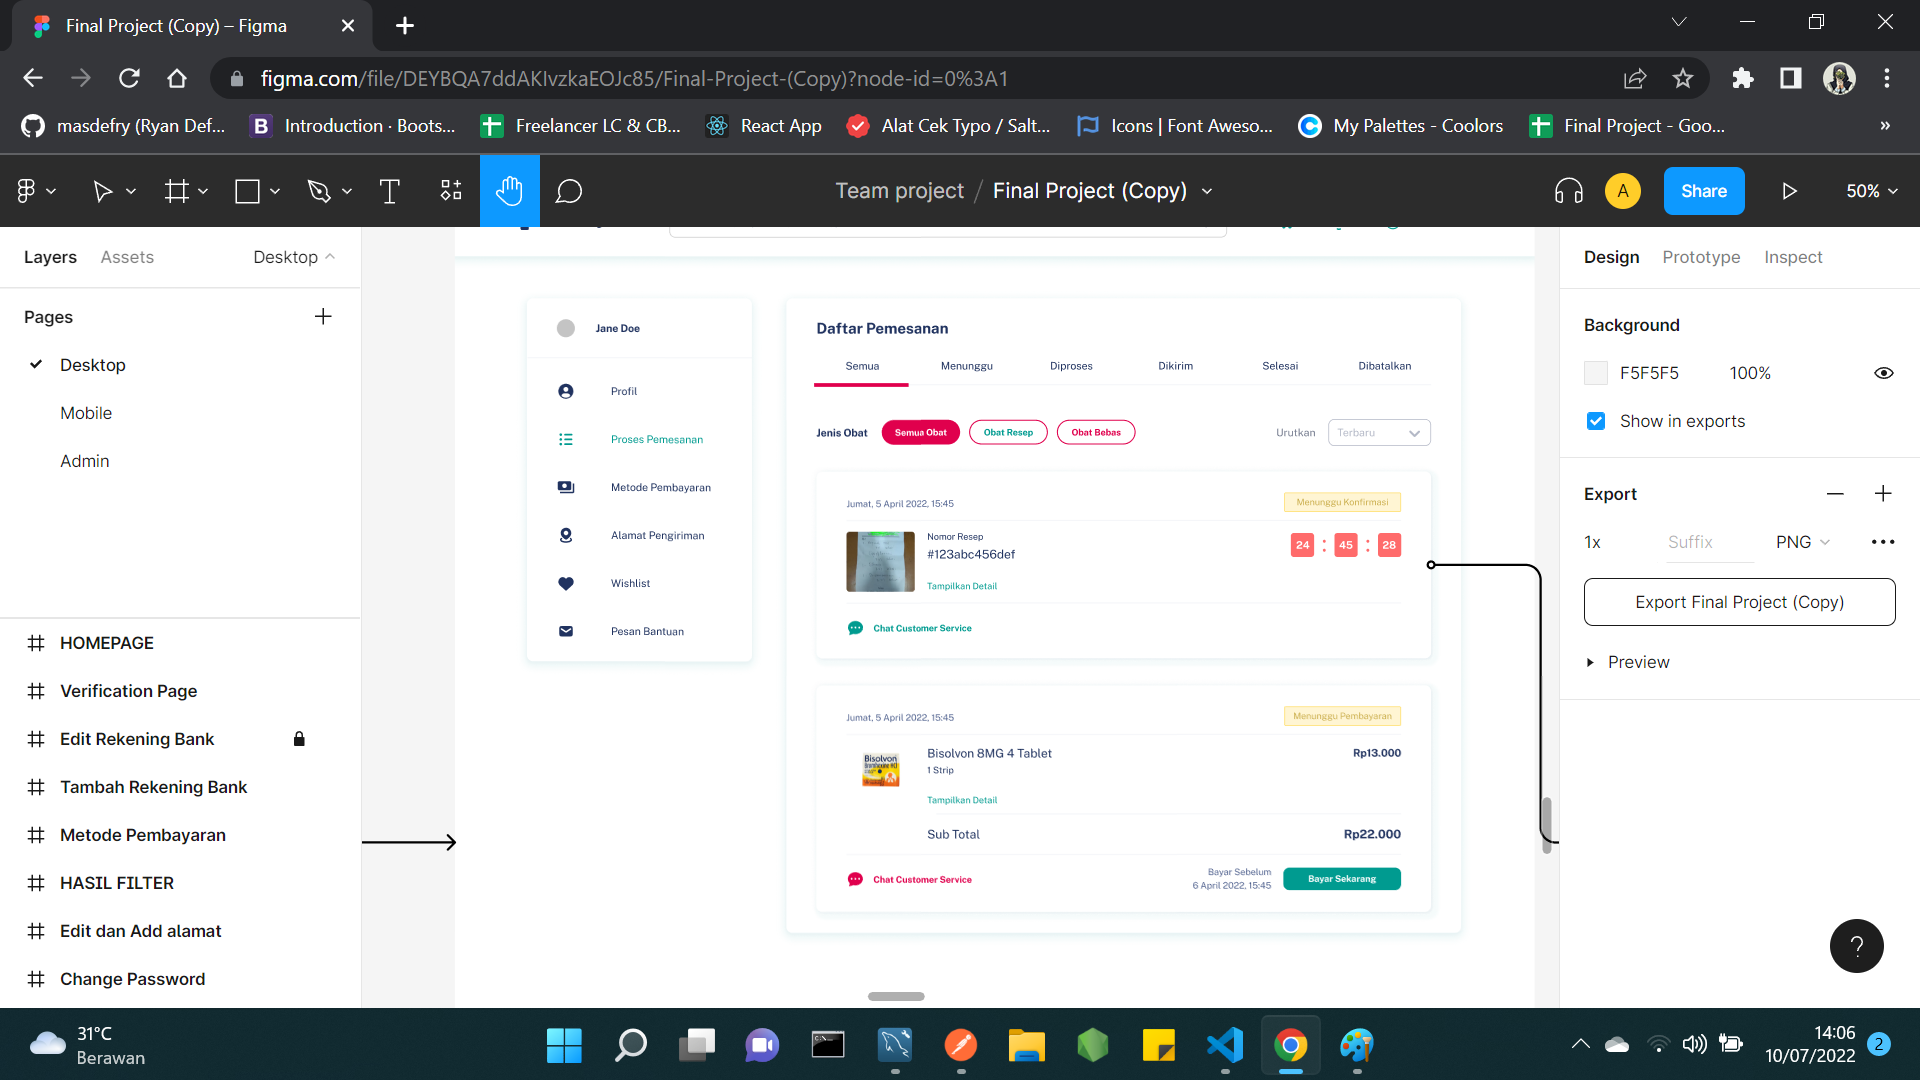 Final Project (Copy) – Figma
figma.com/file/DEYBQA7ddAKIvzkaEOJc85/Final-Project-(Copy)?node-id=0%3A1
masdefry (Ryan Def...
Introduction · Boots...
Freelancer LC & CB...
React App
Alat Cek Typo / Salt...
Icons | Font Aweso...
My Palettes - Coolors
Final Project - Goo...
»
Team project / Final Project (Copy)
A
Share
50%
Layers
Assets
Desktop
Pages
Desktop
Mobile
Admin
HOMEPAGE
Verification Page
Edit Rekening Bank
Tambah Rekening Bank
Metode Pembayaran
HASIL FILTER
Edit dan Add alamat
Change Password
Jane Doe
Profil
Proses Pemesanan
Metode Pembayaran
Alamat Pengiriman
Wishlist
Pesan Bantuan
Daftar Pemesanan
Semua
Menunggu
Diproses
Dikirim
Selesai
Dibatalkan
Jenis Obat
Semua Obat
Obat Resep
Obat Bebas
Urutkan
Terbaru
Jumat, 5 April 2022, 15:45
Menunggu Konfirmasi
Nomor Resep
#123abc456def
24 : 45 : 28
Tampilkan Detail
Chat Customer Service
Jumat, 5 April 2022, 15:45
Menunggu Pembayaran
Bisolvon
Bisolvon 8MG 4 Tablet
Rp13.000
1 Strip
Tampilkan Detail
Sub Total
Rp22.000
Chat Customer Service
Bayar Sebelum
6 April 2022, 15:45
Bayar Sekarang
Design
Prototype
Inspect
Background
F5F5F5
100%
Show in exports
Export
1x
Suffix
PNG
Export Final Project (Copy)
Preview
?
31°C
Berawan
14:06
10/07/2022
2